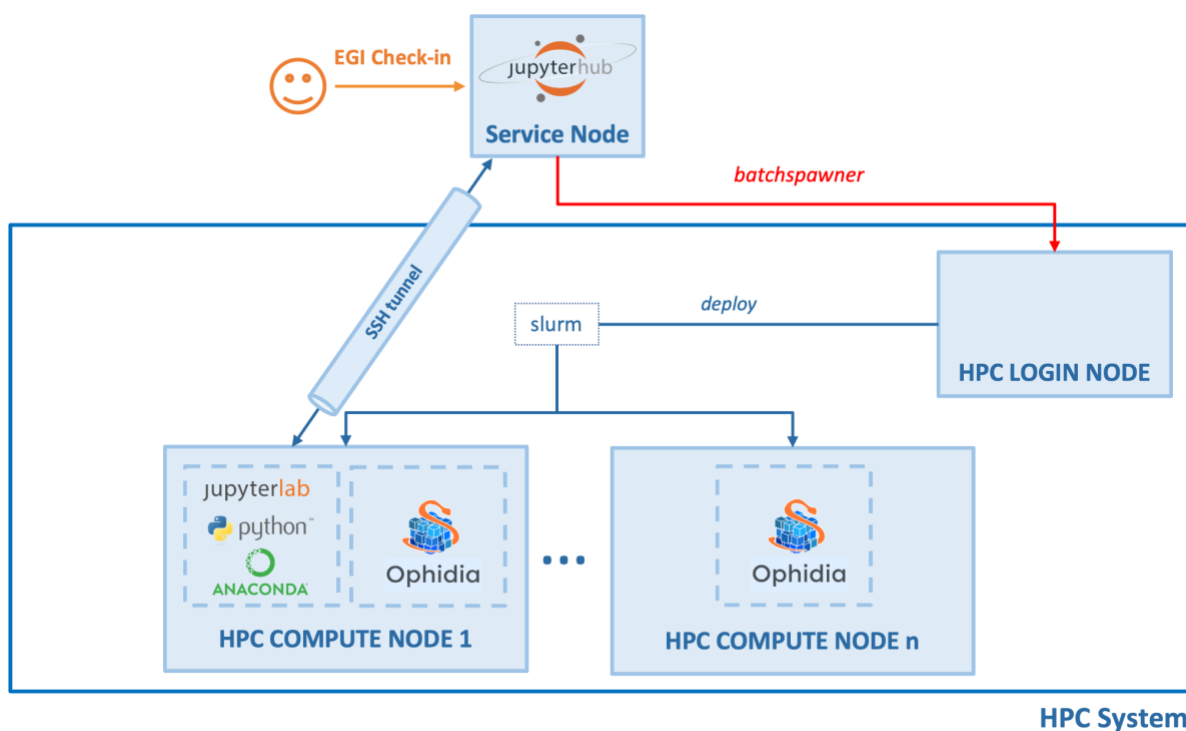 EGI Check-in
jupyterhub
Service Node
batchspawner
SSH tunnel
slurm
deploy
HPC LOGIN NODE
jupyterlab
python™
ANACONDA
Ophidia
HPC COMPUTE NODE 1
...
Ophidia
HPC COMPUTE NODE n
HPC System